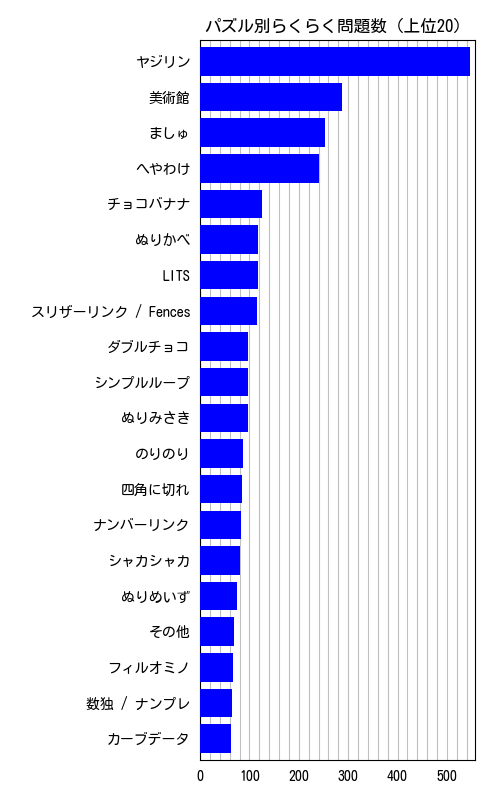 パズル別らくらく問題数（上位20）
ヤジリン
美術館
ましゅ
へやわけ
チョコバナナ
ぬりかべ
LITS
スリザーリンク / Fences
ダブルチョコ
シンプルループ
ぬりみさき
のりのり
四角に切れ
ナンバーリンク
シャカシャカ
ぬりめいず
その他
フィルオミノ
数独 / ナンプレ
カーブデータ
0 100 200 300 400 500